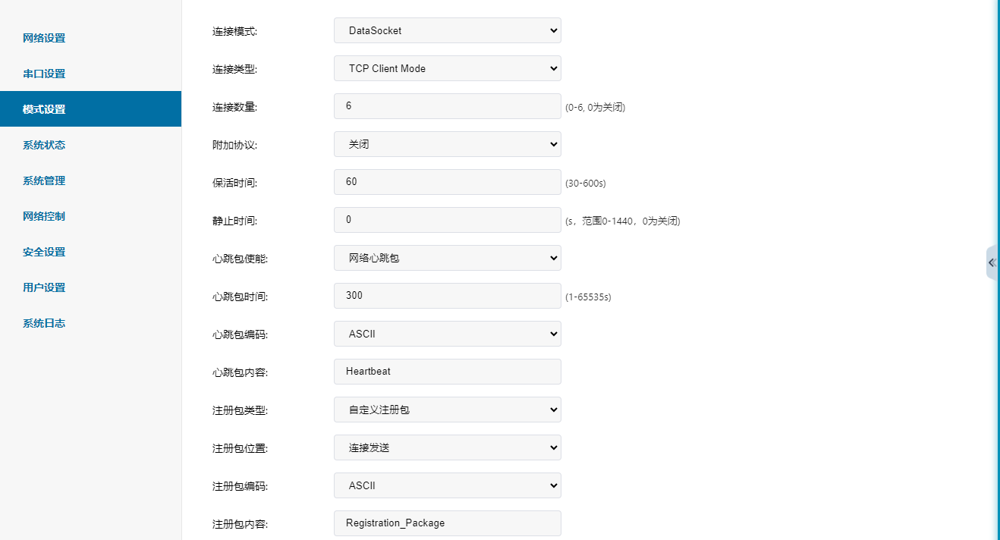 网络设置
串口设置
模式设置
系统状态
系统管理
网络控制
安全设置
用户设置
系统日志
连接模式: DataSocket
连接类型: TCP Client Mode
连接数量: 6 (0-6, 0为关闭)
附加协议: 关闭
保活时间: 60 (30-600s)
静止时间: 0 (s，范围0-1440，0为关闭)
心跳包使能: 网络心跳包
心跳包时间: 300 (1-65535s)
心跳包编码: ASCII
心跳包内容: Heartbeat
注册包类型: 自定义注册包
注册包位置: 连接发送
注册包编码: ASCII
注册包内容: Registration_Package